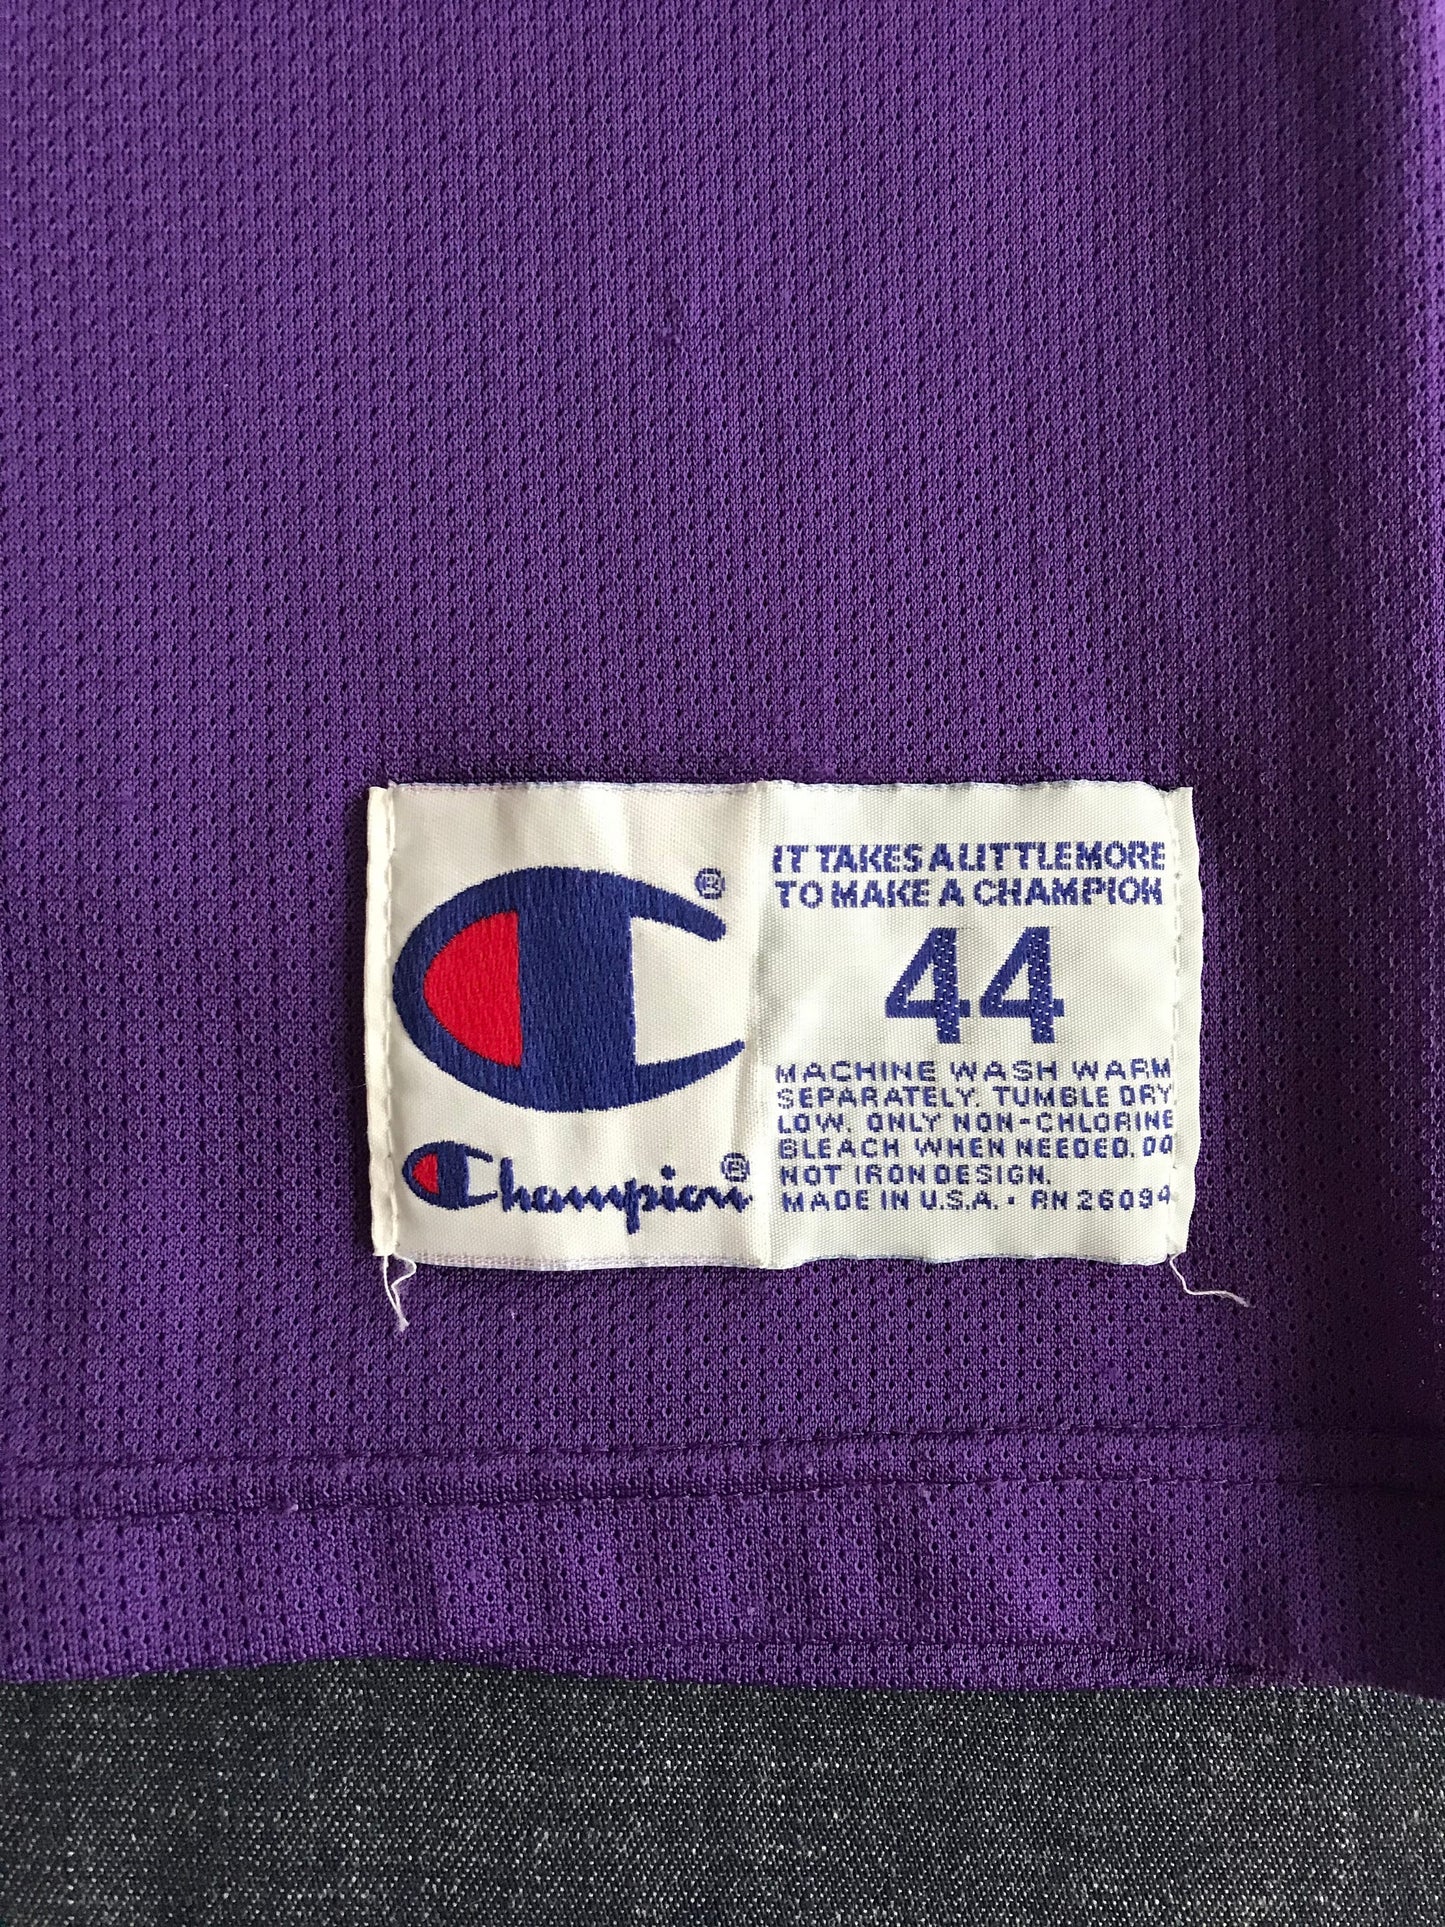 ®
Champion®
IT TAKES A LITTLE MORE
TO MAKE A CHAMPION
44
MACHINE WASH WARM
SEPARATELY. TUMBLE DRY
LOW. ONLY NON-CHLORINE
BLEACH WHEN NEEDED. DO
NOT IRON DESIGN.
MADE IN U.S.A. • RN 26094